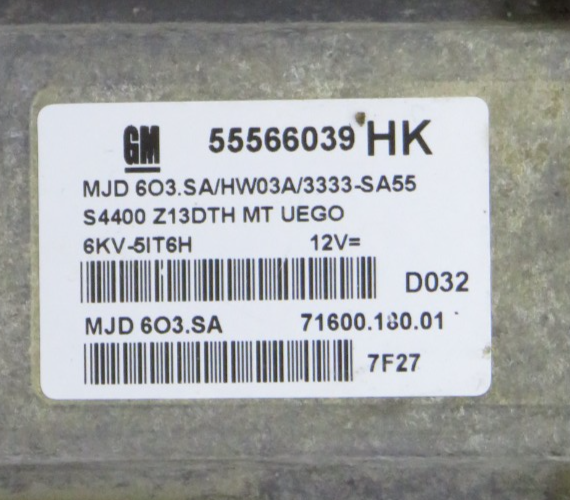 GM 55566039 HK
MJD 6O3.SA/HW03A/3333-SA55
S4400 Z13DTH MT UEGO
6KV-5IT6H 12V=
D032
MJD 6O3.SA 71600.180.01
7F27